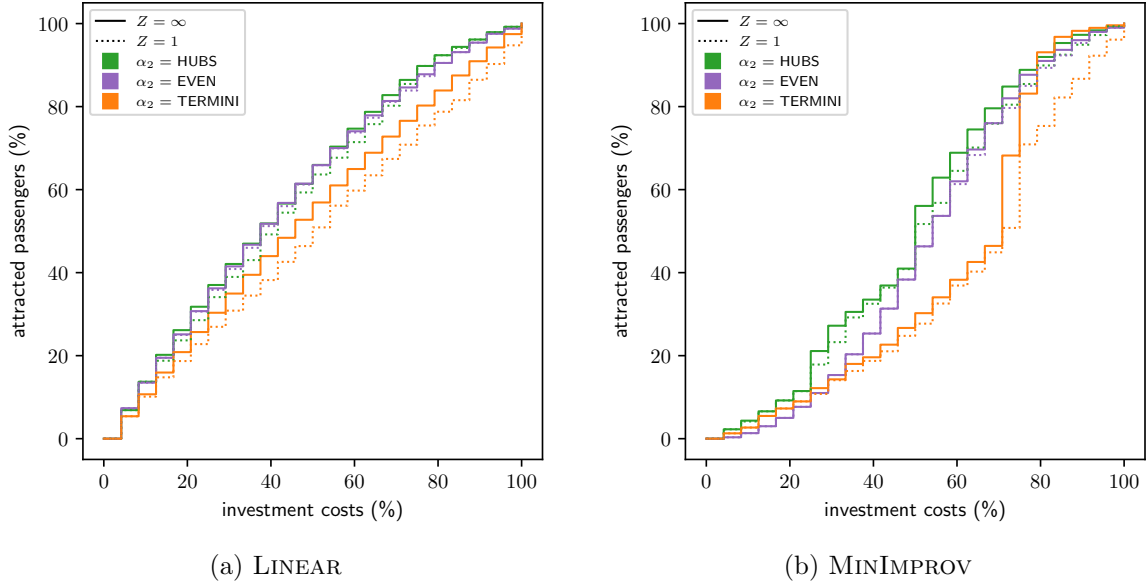 100
80
60
40
20
0
attracted passengers (%)
Z = ∞
Z = 1
α₂ = HUBS
α₂ = EVEN
α₂ = TERMINI
0 20 40 60 80 100
investment costs (%)
(a) LINEAR
100
80
60
40
20
0
attracted passengers (%)
Z = ∞
Z = 1
α₂ = HUBS
α₂ = EVEN
α₂ = TERMINI
0 20 40 60 80 100
investment costs (%)
(b) MINIMPROV